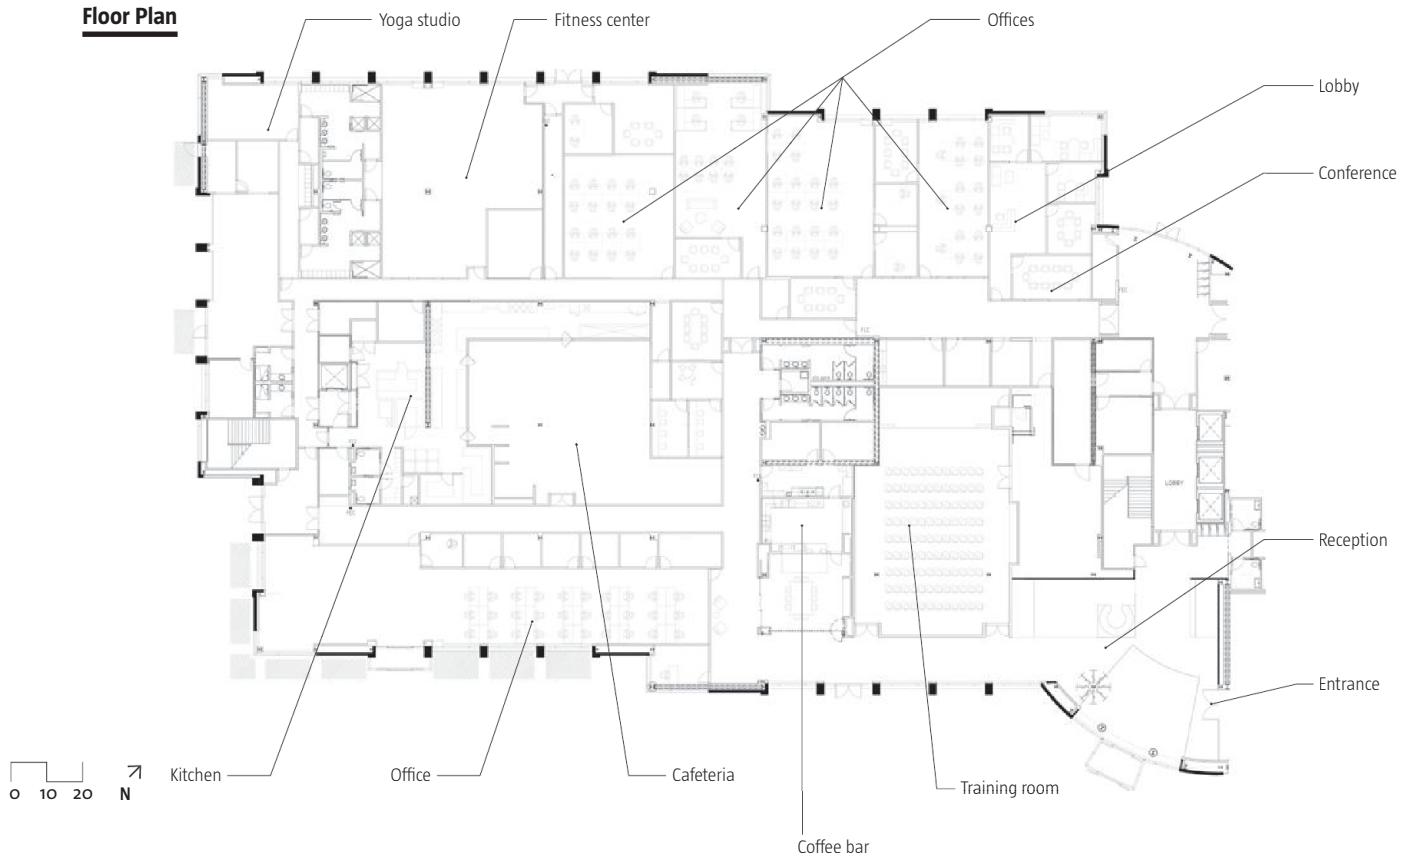 Floor Plan
Yoga studio
Fitness center
Offices
Lobby
Conference
LOBBY
Reception
Entrance
Kitchen
Office
Cafeteria
Training room
Coffee bar
0 10 20 N